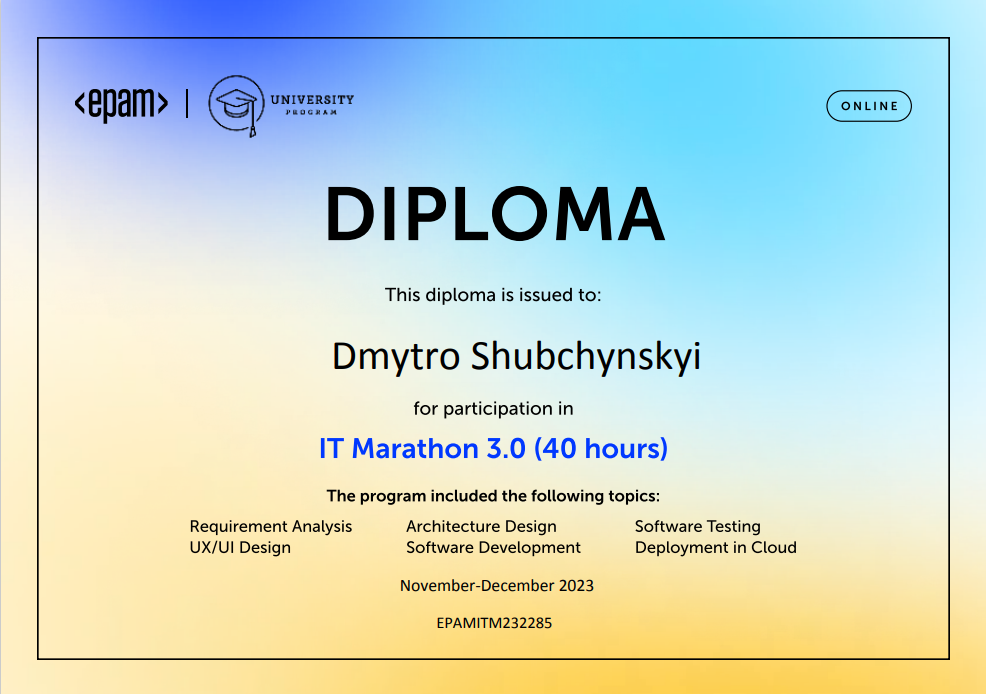 <epam> | UNIVERSITY
PROGRAM
ONLINE
DIPLOMA
This diploma is issued to:
Dmytro Shubchynskyi
for participation in
IT Marathon 3.0 (40 hours)
The program included the following topics:
Requirement Analysis Architecture Design Software Testing
UX/UI Design Software Development Deployment in Cloud
November-December 2023
EPAMITM232285